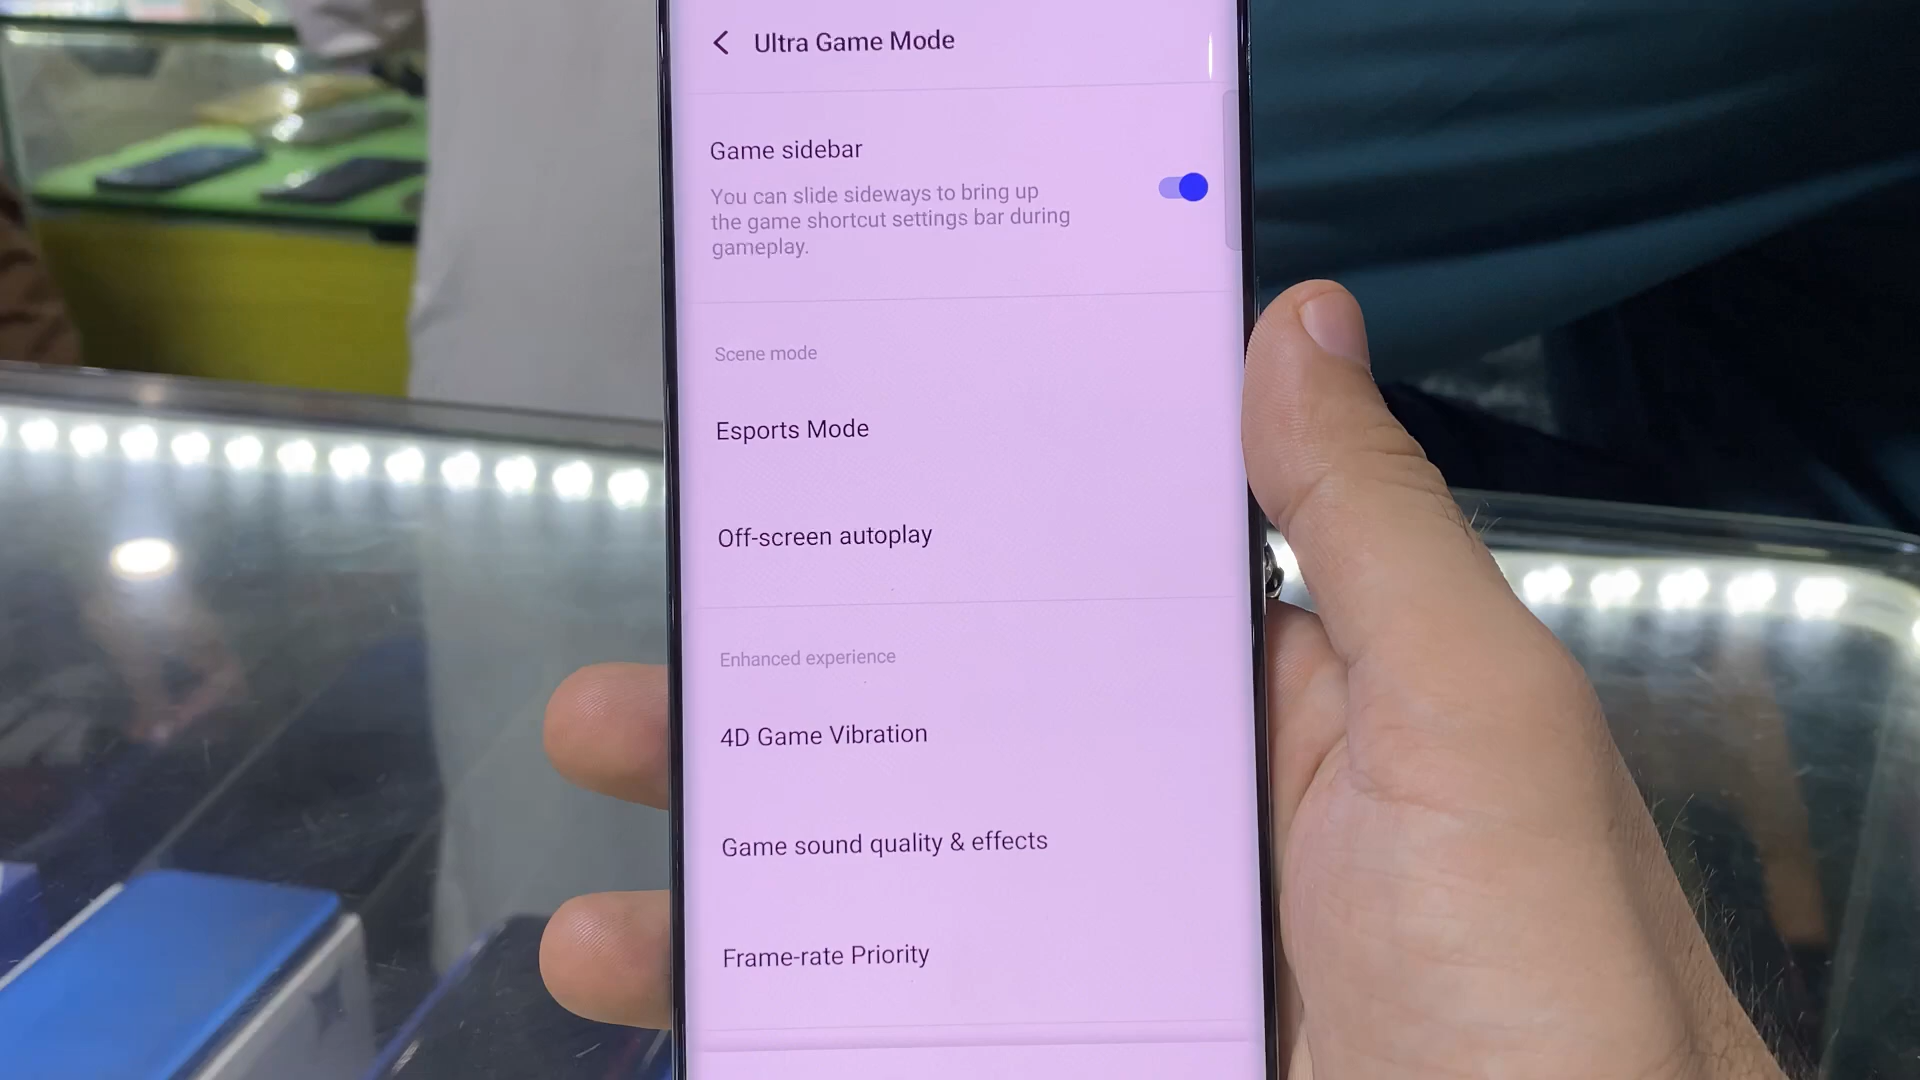 Ultra Game Mode
Game sidebar
You can slide sideways to bring up
the game shortcut settings bar during
gameplay.
Scene mode
Esports Mode
Off-screen autoplay
Enhanced experience
4D Game Vibration
Game sound quality & effects
Frame-rate Priority